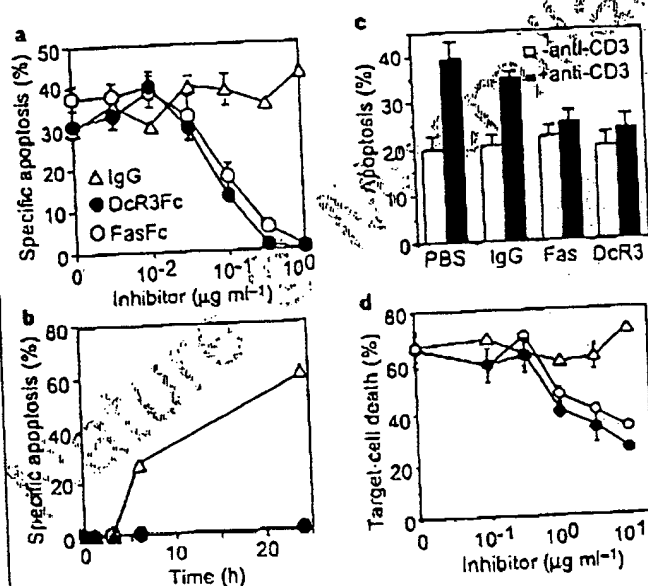 a
Specific apoptosis (%)
50
40
30
20
10
0
△ IgG
● DcR3Fc
○ FasFc
0 10-2 10-1 100
Inhibitor (μg ml-1)
b
Specific apoptosis (%)
80
60
40
20
0
0 10 20
Time (h)
c
Apoptosis (%)
40
30
20
10
0
-anti-CD3
+anti-CD3
PBS IgG Fas DcR3
d
Target-cell death (%)
80
60
40
20
0
0 10-1 100 101
Inhibitor (μg ml-1)